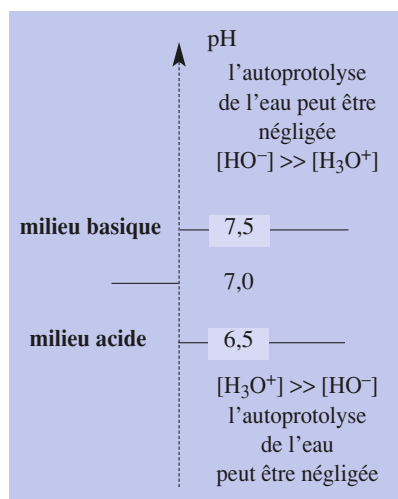 pH
l'autoprotolyse
de l'eau peut être
négligée
[HO⁻] >> [H₃O⁺]
milieu basique 7,5
7,0
milieu acide 6,5
[H₃O⁺] >> [HO⁻]
l'autoprotolyse
de l'eau
peut être négligée